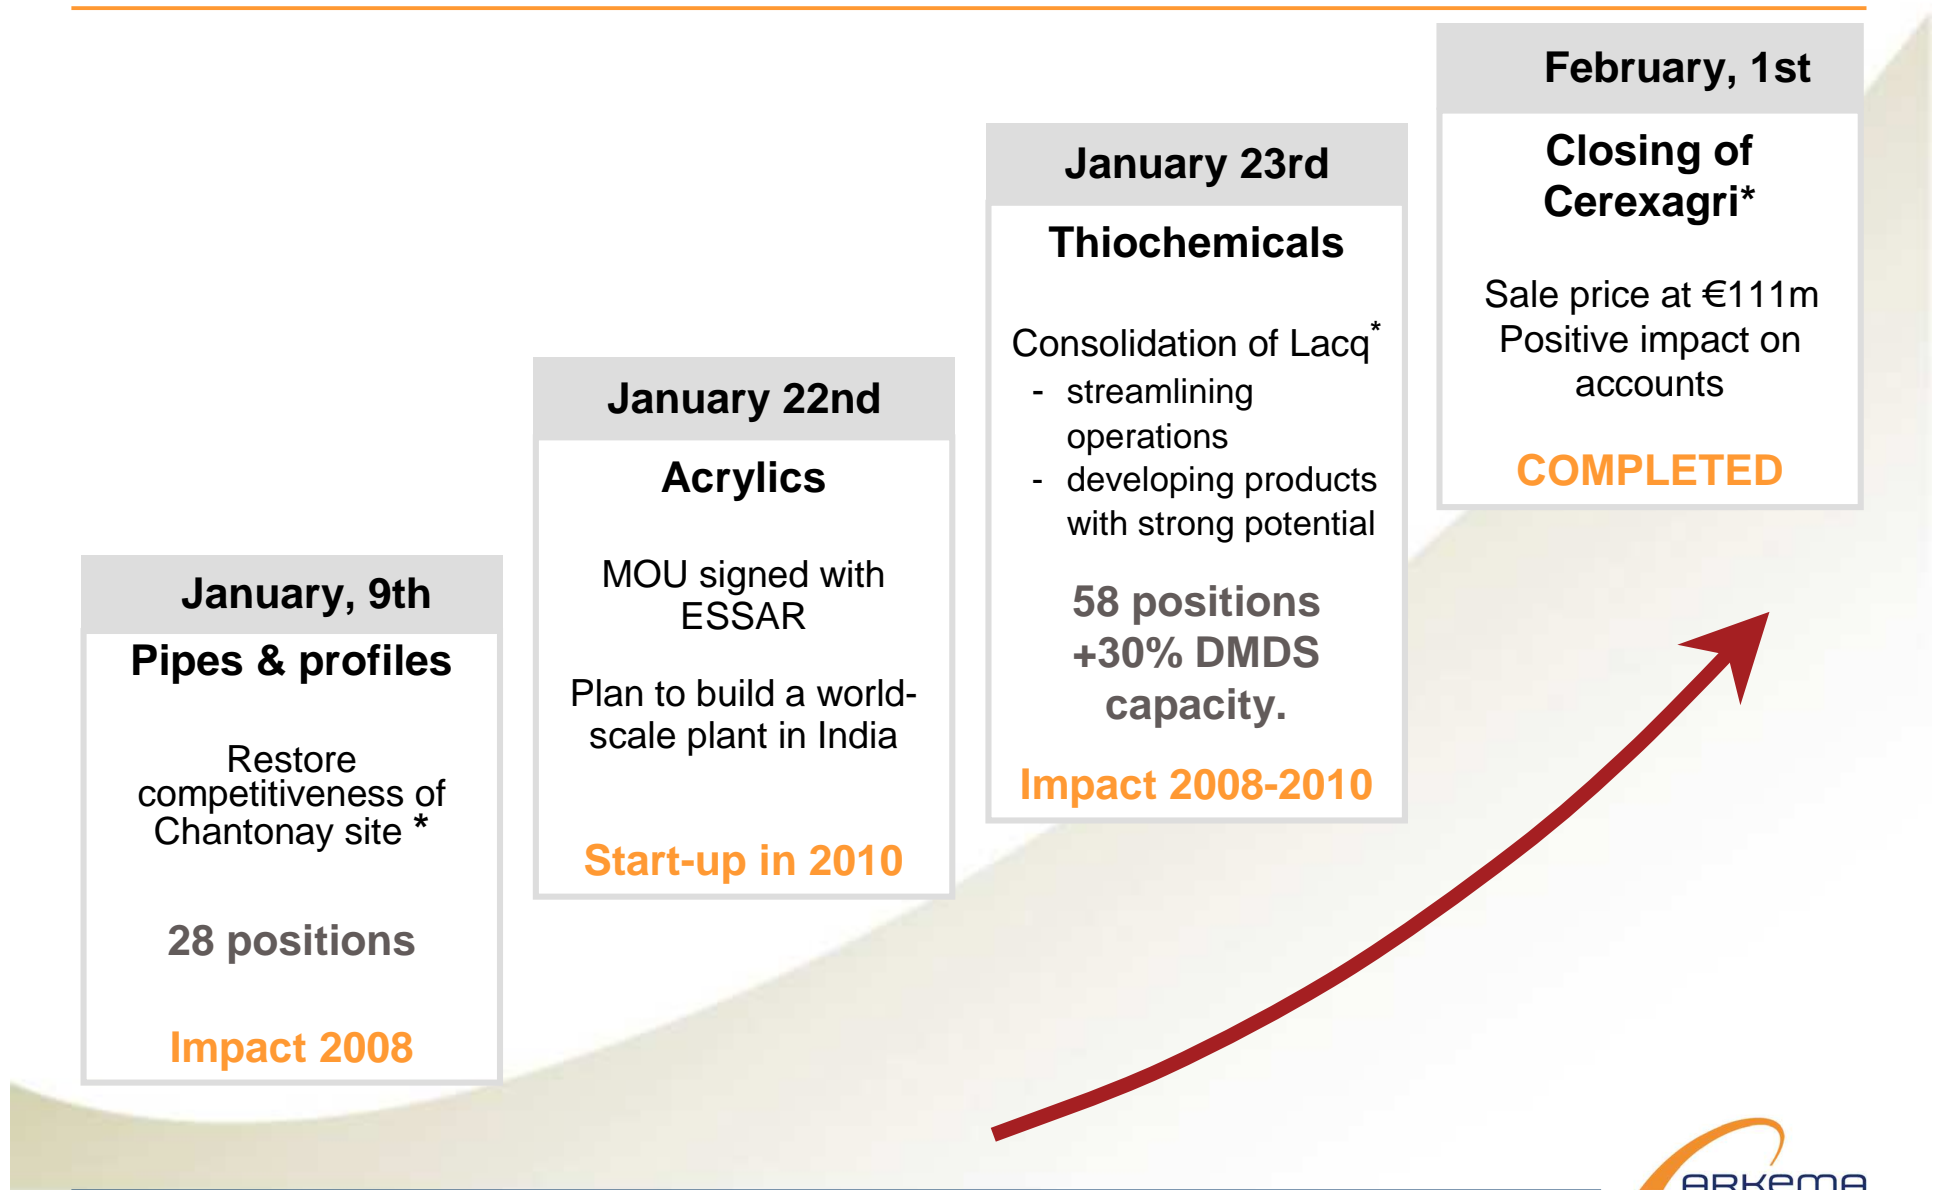 January, 9th
Pipes & profiles
Restore
competitiveness of
Chantonay site *
28 positions
Impact 2008
January 22nd
Acrylics
MOU signed with
ESSAR
Plan to build a world-
scale plant in India
Start-up in 2010
January 23rd
Thiochemicals
Consolidation of Lacq*
- streamlining
operations
- developing products
with strong potential
58 positions
+30% DMDS
capacity.
Impact 2008-2010
February, 1st
Closing of
Cerexagri*
Sale price at €111m
Positive impact on
accounts
COMPLETED
ARKEMA